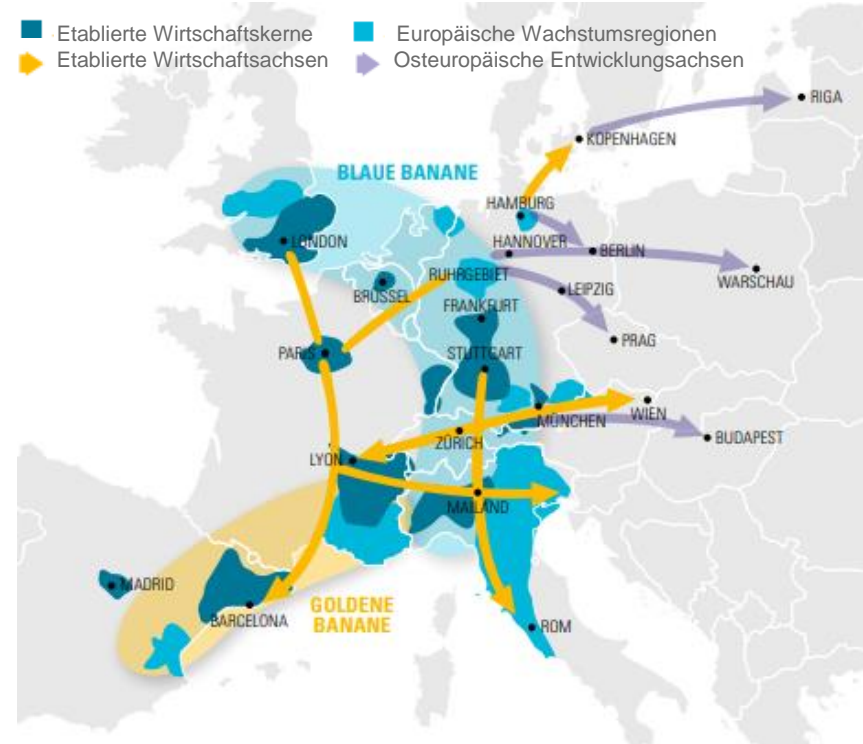 Etablierte Wirtschaftskerne
Europäische Wachstumsregionen
Etablierte Wirtschaftsachsen
Osteuropäische Entwicklungsachsen
RIGA
KOPENHAGEN
BLAUE BANANE
HAMBURG
LONDON
HANNOVER
BERLIN
RUHRGEBIET
WARSCHAU
BRÜSSEL
LEIPZIG
FRANKFURT
PRAG
PARIS
STUTTGART
WIEN
MÜNCHEN
ZÜRICH
BUDAPEST
LYON
MAILAND
MADRID
GOLDENE
BANANE
BARCELONA
ROM